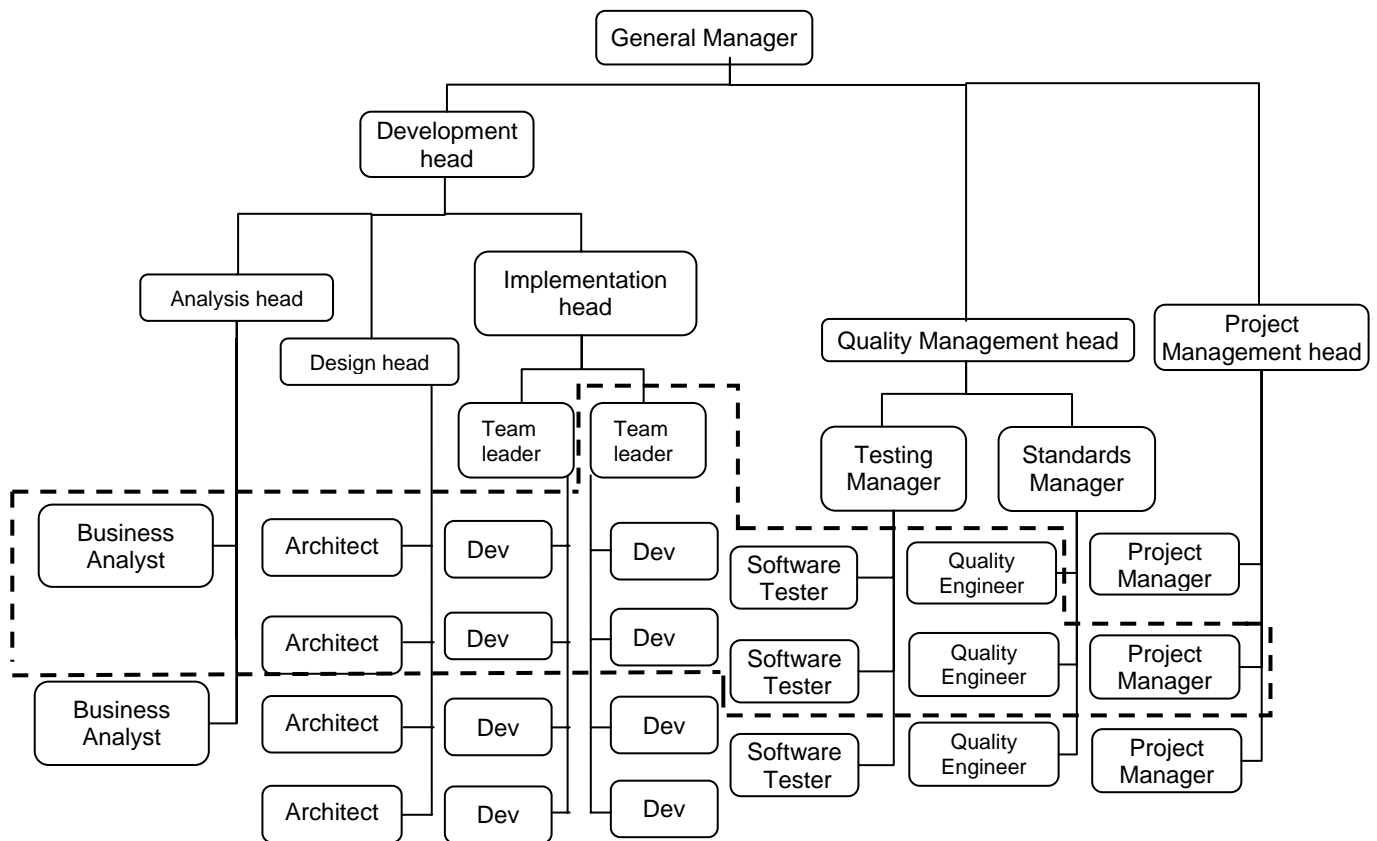 General Manager
Development
head
Analysis head
Implementation
head
Design head
Quality Management head
Project
Management head
Team
leader
Team
leader
Testing
Manager
Standards
Manager
Business
Analyst
Architect
Dev
Dev
Software
Tester
Quality
Engineer
Project
Manager
Architect
Dev
Dev
Software
Tester
Quality
Engineer
Project
Manager
Business
Analyst
Architect
Dev
Dev
Software
Tester
Quality
Engineer
Project
Manager
Architect
Dev
Dev